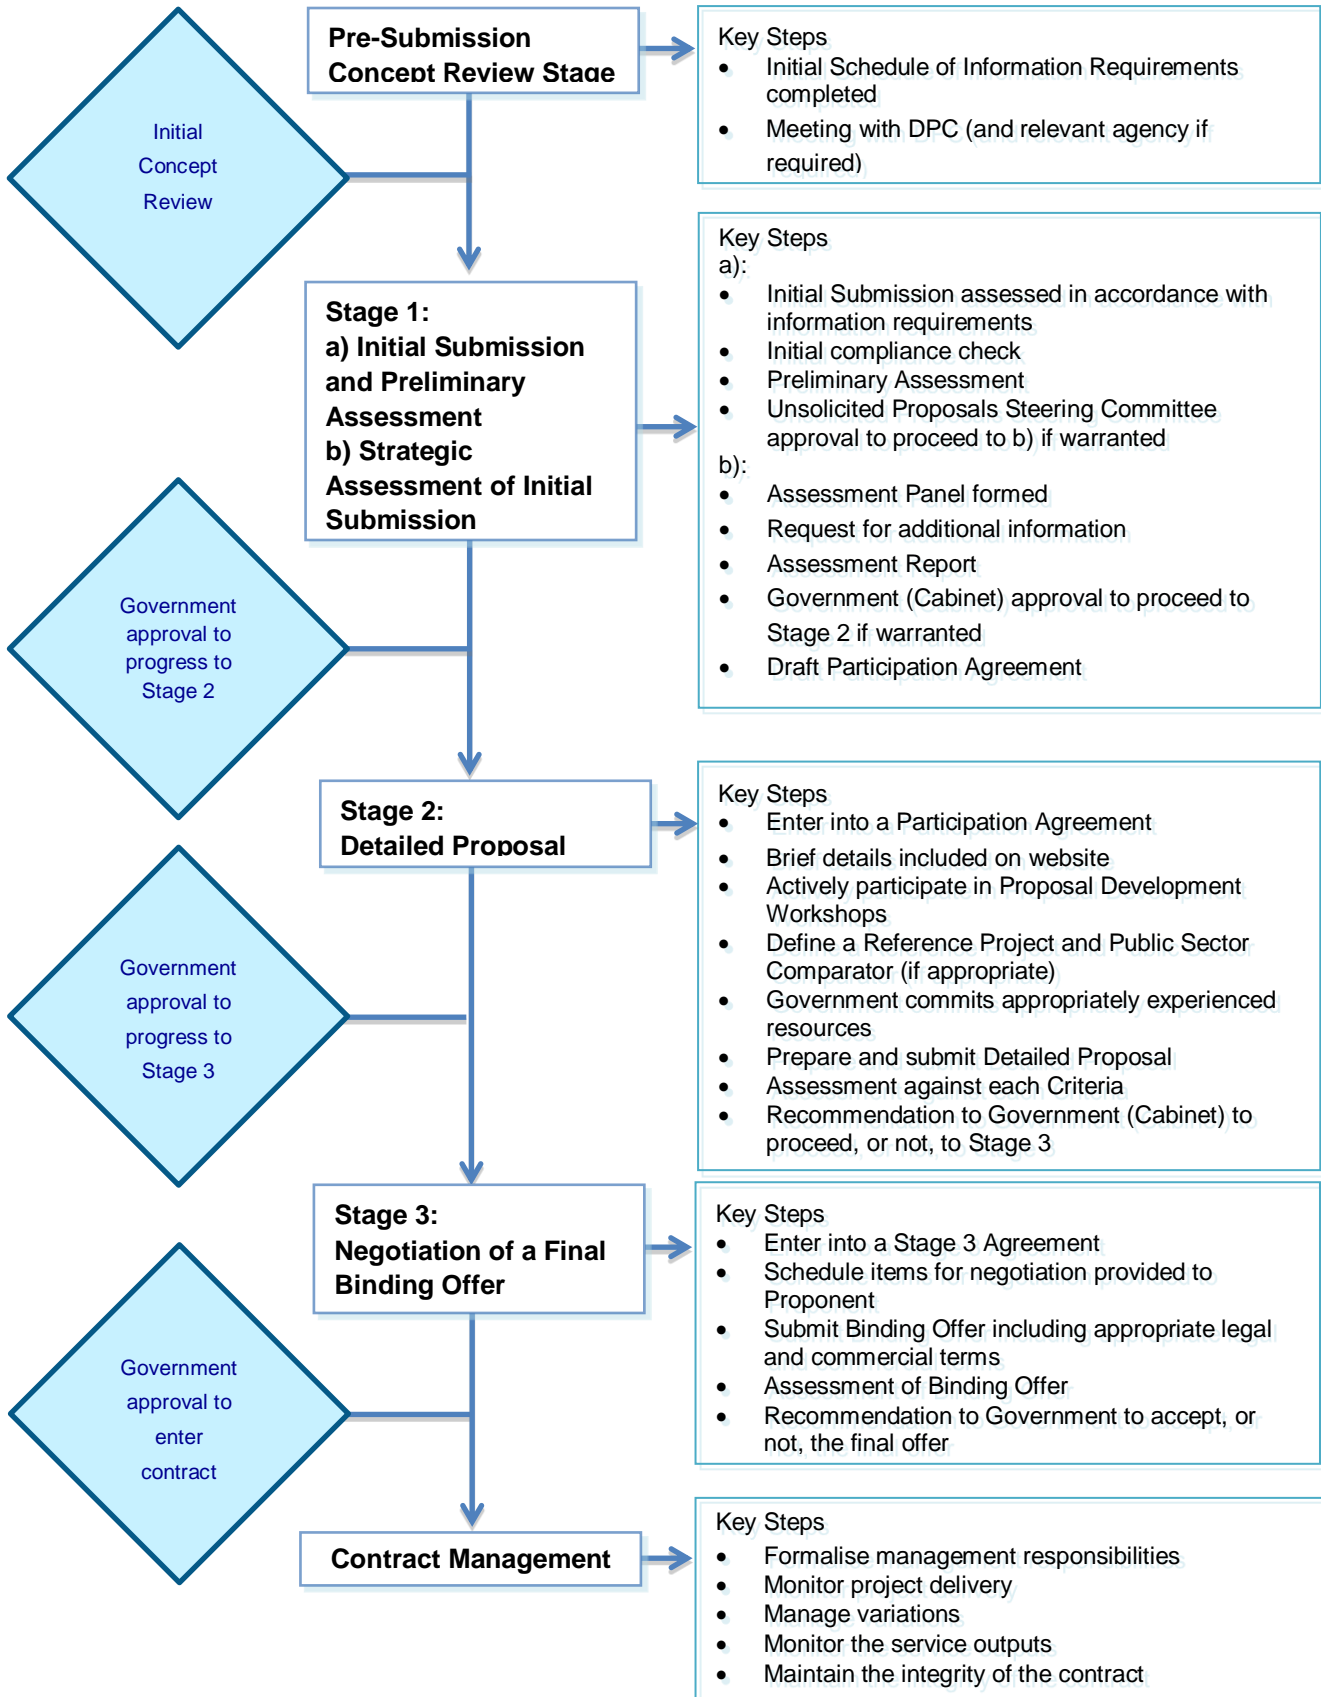 Pre-Submission
Concept Review Stage
Key Steps
• Initial Schedule of Information Requirements
completed
• Meeting with DPC (and relevant agency if
required)
Initial
Concept
Review
Stage 1:
a) Initial Submission
and Preliminary
Assessment
b) Strategic
Assessment of Initial
Submission
Key Steps
a):
• Initial Submission assessed in accordance with
information requirements
• Initial compliance check
• Preliminary Assessment
• Unsolicited Proposals Steering Committee
approval to proceed to b) if warranted
b):
• Assessment Panel formed
• Request for additional information
• Assessment Report
• Government (Cabinet) approval to proceed to
Stage 2 if warranted
• Draft Participation Agreement
Government
approval to
progress to
Stage 2
Stage 2:
Detailed Proposal
Key Steps
• Enter into a Participation Agreement
• Brief details included on website
• Actively participate in Proposal Development
Workshops
• Define a Reference Project and Public Sector
Comparator (if appropriate)
• Government commits appropriately experienced
resources
• Prepare and submit Detailed Proposal
• Assessment against each Criteria
• Recommendation to Government (Cabinet) to
proceed, or not, to Stage 3
Government
approval to
progress to
Stage 3
Stage 3:
Negotiation of a Final
Binding Offer
Key Steps
• Enter into a Stage 3 Agreement
• Schedule items for negotiation provided to
Proponent
• Submit Binding Offer including appropriate legal
and commercial terms
• Assessment of Binding Offer
• Recommendation to Government to accept, or
not, the final offer
Government
approval to
enter
contract
Contract Management
Key Steps
• Formalise management responsibilities
• Monitor project delivery
• Manage variations
• Monitor the service outputs
• Maintain the integrity of the contract